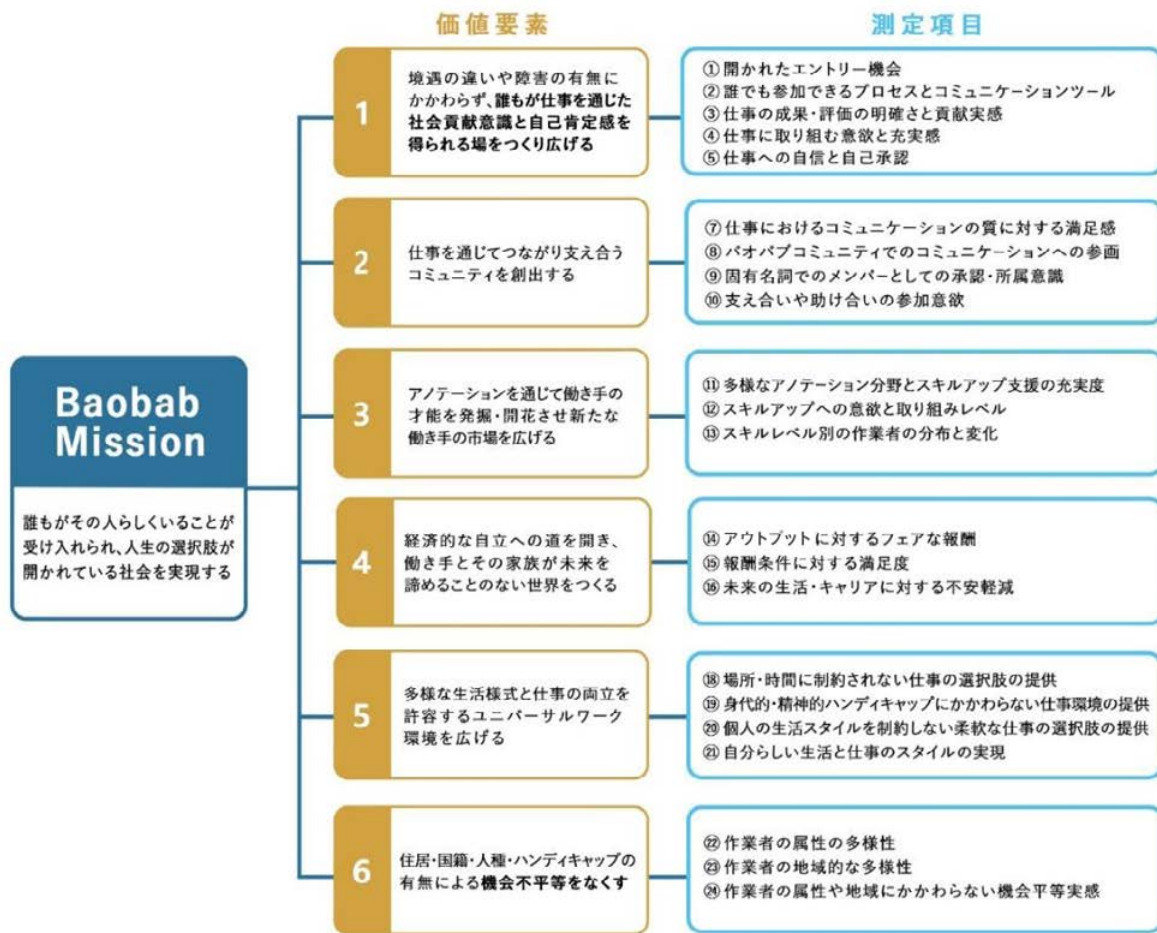 価値要素
測定項目
Baobab
Mission
誰もがその人らしくいることが
受け入れられ、人生の選択肢が
開かれている社会を実現する
1
境遇の違いや障害の有無に
かかわらず、誰もが仕事を通じた
社会貢献意識と自己肯定感を
得られる場をつくり広げる
①開かれたエントリー機会
②誰でも参加できるプロセスとコミュニケーションツール
③仕事の成果・評価の明確さと貢献実感
④仕事に取り組む意欲と充実感
⑤仕事への自信と自己承認
2
仕事を通じてつながり支え合う
コミュニティを創出する
⑦仕事におけるコミュニケーションの質に対する満足感
⑧バオバブコミュニティでのコミュニケーションへの参画
⑨固有名詞でのメンバーとしての承認・所属意識
⑩支え合いや助け合いの参加意欲
3
アノテーションを通じて働き手の
才能を発掘・開花させ新たな
働き手の市場を広げる
⑪多様なアノテーション分野とスキルアップ支援の充実度
⑫スキルアップへの意欲と取り組みレベル
⑬スキルレベル別の作業者の分布と変化
4
経済的な自立への道を開き、
働き手とその家族が未来を
諦めることのない世界をつくる
⑭アウトプットに対するフェアな報酬
⑮報酬条件に対する満足度
⑯未来の生活・キャリアに対する不安軽減
5
多様な生活様式と仕事の両立を
許容するユニバーサルワーク
環境を広げる
⑱場所・時間に制約されない仕事の選択肢の提供
⑲身代的・精神的ハンディキャップにかかわらない仕事環境の提供
⑳個人の生活スタイルを制約しない柔軟な仕事の選択肢の提供
㉑自分らしい生活と仕事のスタイルの実現
6
住居・国籍・人種・ハンディキャップの
有無による機会不平等をなくす
㉒作業者の属性の多様性
㉓作業者の地域的な多様性
㉔作業者の属性や地域にかかわらない機会平等実感